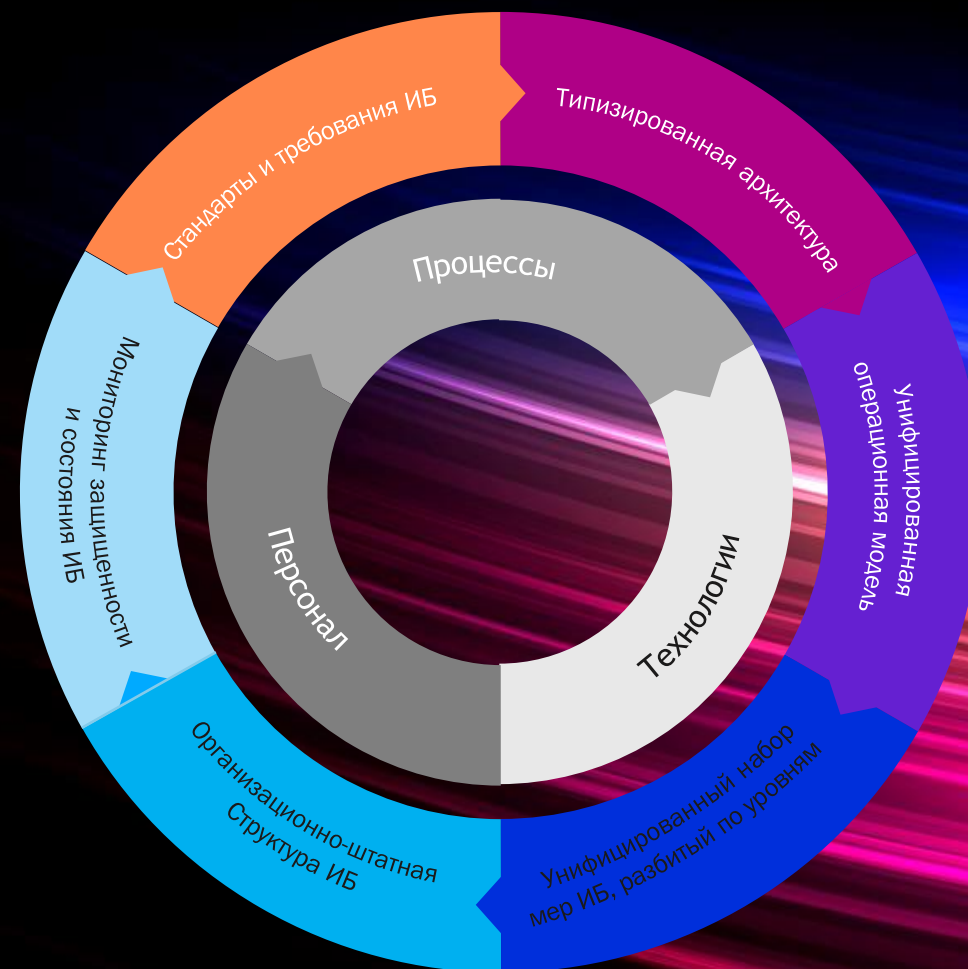 Стандарты и требования ИБ
Типизированная архитектура
Унифицированная
операционная модель
Унифицированный набор
мер ИБ, разбитый по уровням
Организационно-штатная
Структура ИБ
Мониторинг защищенности
и состояния ИБ
Процессы
Технологии
Персонал